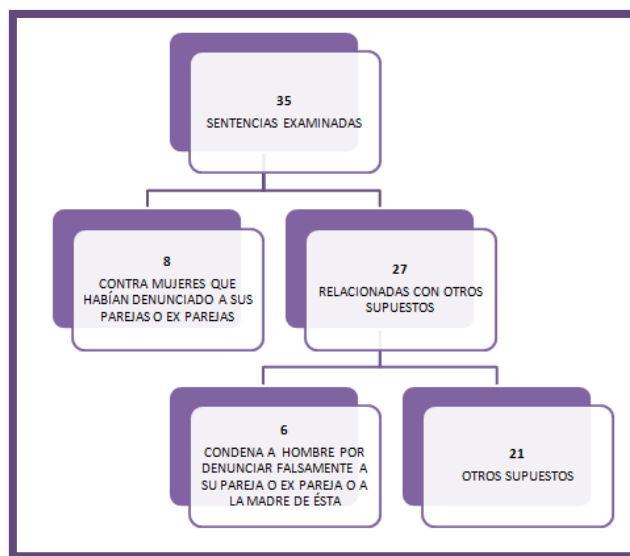 35
SENTENCIAS EXAMINADAS
8
CONTRA MUJERES QUE
HABÍAN DENUNCIADO A SUS
PAREJAS O EX PAREJAS
27
RELACIONADAS CON OTROS
SUPUESTOS
6
CONDENA A HOMBRE POR
DENUNCIAR FALSAMENTE A
SU PAREJA O EX PAREJA O A
LA MADRE DE ÉSTA
21
OTROS SUPUESTOS